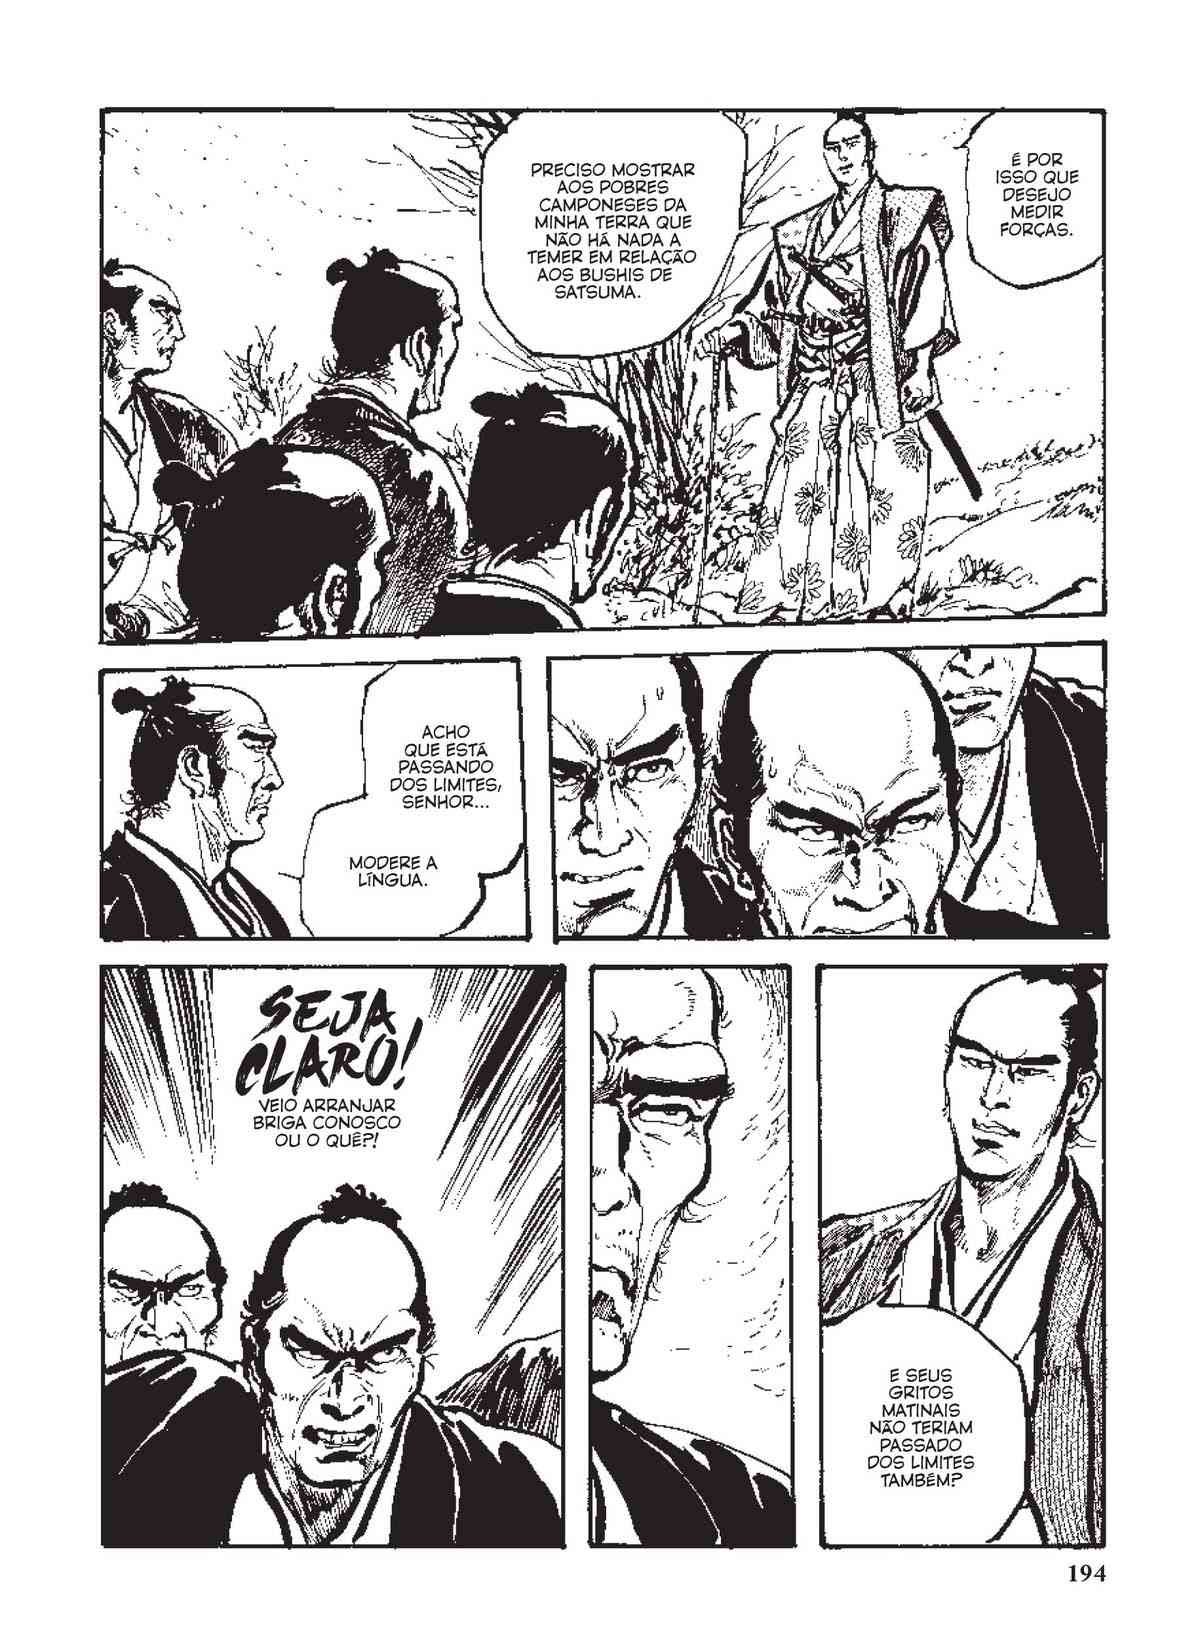 É POR
ISSO QUE
DESEJO
MEDIR
FORÇAS.
PRECISO MOSTRAR
AOS POBRES
CAMPONESES DA
MINHA TERRA QUE
NÃO HÁ NADA A
TEMER EM RELAÇÃO
AOS BUSHIS DE
SATSUMA.
ACHO
QUE ESTÁ
PASSANDO
DOS LIMITES,
SENHOR...
MODERE A
LÍNGUA.
E SEUS
GRITOS
MATINAIS
NÃO TERIAM
PASSADO
DOS LIMITES
TAMBÉM?
SEJA
CLARO!
VEIO ARRANJAR
BRIGA CONOSCO
OU O QUÊ?!
194